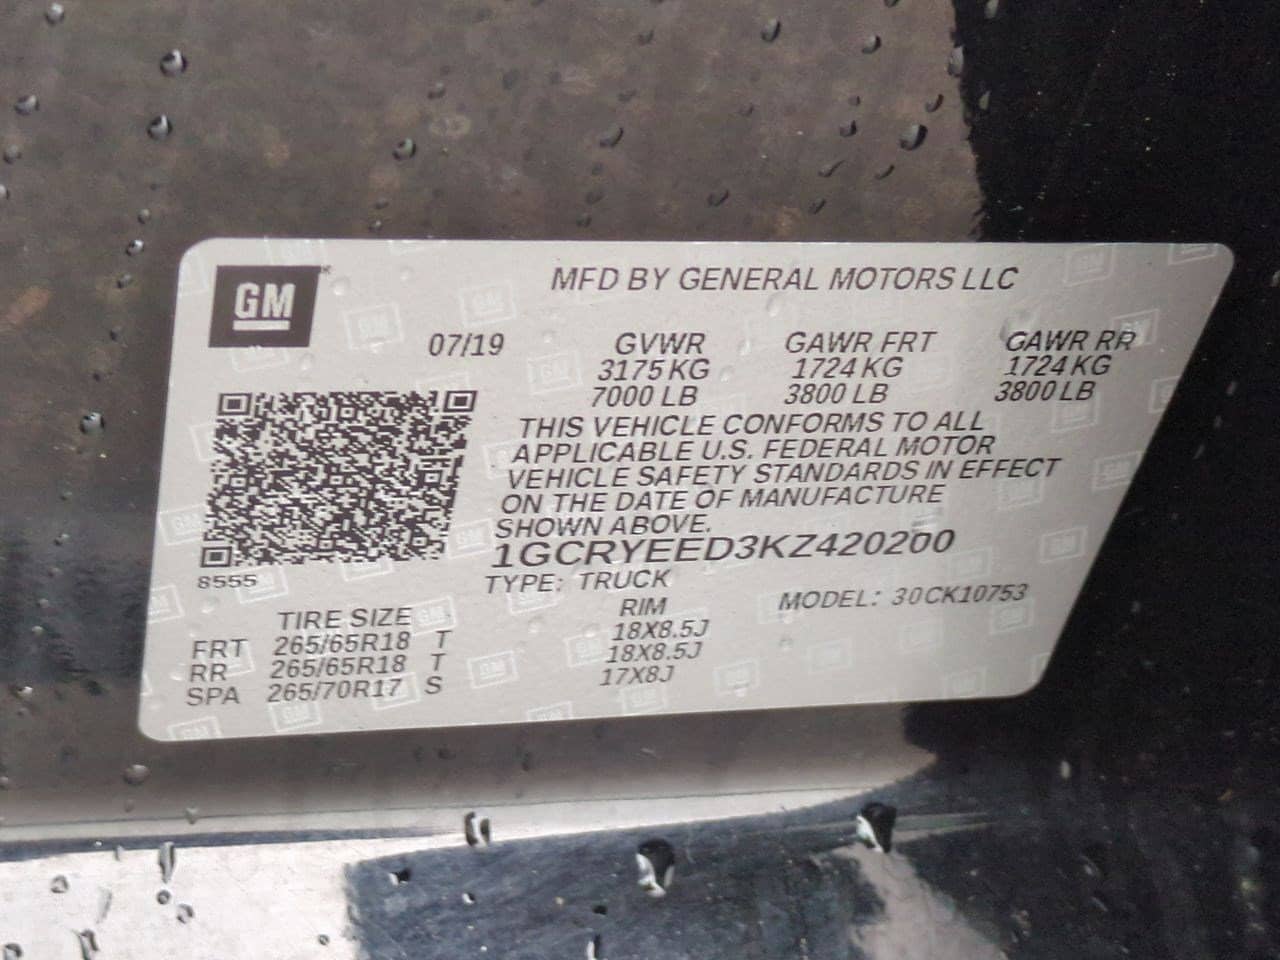 GM
MFD BY GENERAL MOTORS LLC
07/19 GVWR GAWR FRT GAWR RR
3175 KG 1724 KG 1724 KG
7000 LB 3800 LB 3800 LB
THIS VEHICLE CONFORMS TO ALL
APPLICABLE U.S. FEDERAL MOTOR
VEHICLE SAFETY STANDARDS IN EFFECT
ON THE DATE OF MANUFACTURE
SHOWN ABOVE.
1GCRYEED3KZ420200
8555
TYPE: TRUCK MODEL: 30CK10753
TIRE SIZE RIM
FRT 265/65R18 T 18X8.5J
RR 265/65R18 T 18X8.5J
SPA 265/70R17 S 17X8J